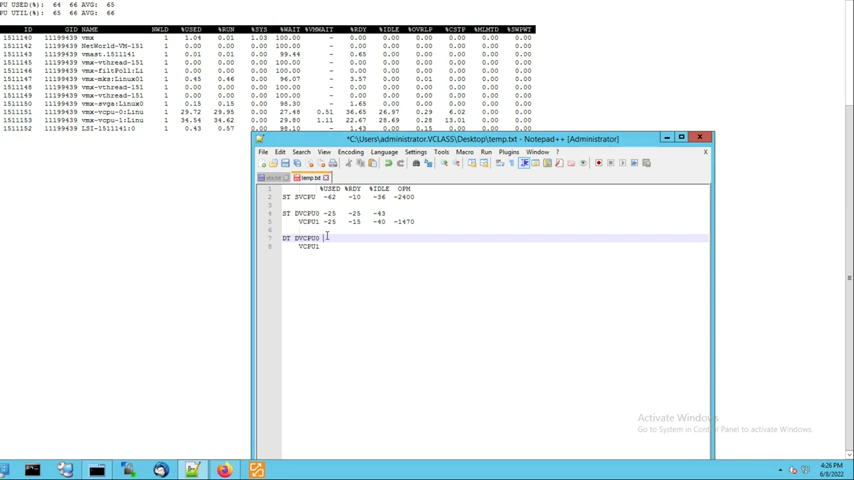 PU USED(%): 64 66 AVG: 65
PU UTIL(%): 65 66 AVG: 66
ID GID NAME NWLD %USED %RUN %SYS %WAIT %VMWAIT %RDY %IDLE %OVRLP %CSTP %MLMTD %SWPWT
1511140 11199439 vmx 1 1.04 0.01 1.03 100.00 - 0.00 0.00 0.00 0.00 0.00 0.00
1511142 11199439 NetWorld-VM-151 1 0.00 0.00 0.00 100.00 - 0.00 0.00 0.00 0.00 0.00 0.00
1511143 11199439 vmast.1511141 1 0.01 0.01 0.00 99.44 - 0.65 0.00 0.00 0.00 0.00 0.00
1511145 11199439 vmx-vthread-151 1 0.00 0.00 0.00 100.00 - 0.00 0.00 0.00 0.00 0.00 0.00
1511146 11199439 vmx-filtPoll:Li 1 0.00 0.00 0.00 100.00 - 0.00 0.00 0.00 0.00 0.00 0.00
1511147 11199439 vmx-mks:Linux01 1 0.45 0.46 0.00 96.07 - 3.57 0.00 0.00 0.00 0.00 0.00
1511148 11199439 vmx-vthread-151 1 0.00 0.00 0.00 100.00 - 0.00 0.00 0.00 0.00 0.00 0.00
1511149 11199439 vmx-vthread-151 1 0.00 0.00 0.00 100.00 - 0.00 0.00 0.00 0.00 0.00 0.00
1511150 11199439 vmx-svga:Linux0 1 0.15 0.15 0.00 98.30 - 1.65 0.00 0.00 0.00 0.00 0.00
1511151 11199439 vmx-vcpu-0:Linu 1 29.72 29.95 0.00 27.48 0.51 36.65 26.97 0.29 6.02 0.00 0.00
1511153 11199439 vmx-vcpu-1:Linu 1 34.54 34.62 0.00 29.80 1.11 22.67 28.69 0.28 13.01 0.00 0.00
1511152 11199439 LSI-1511141:0 1 0.43 0.57 0.00 98.10 - 1.43 0.00 0.15 0.00 0.00 0.00
*C:\Users\administrator.VCLASS\Desktop\temp.txt - Notepad++ [Administrator]
File Edit Search View Encoding Language Settings Tools Macro Run Plugins Window ? X
temp.txt
1 %USED %RDY %IDLE OPM
2 ST SVCPU ~62 ~10 ~36 ~2400
3
4 ST DVCPU0 ~25 ~25 ~43
5 VCPU1 ~25 ~15 ~40 ~1470
6
7 DT DVCPU0
8 VCPU1
Activate Windows
Go to System in Control Panel to activate Windows.
4:26 PM
6/8/2022